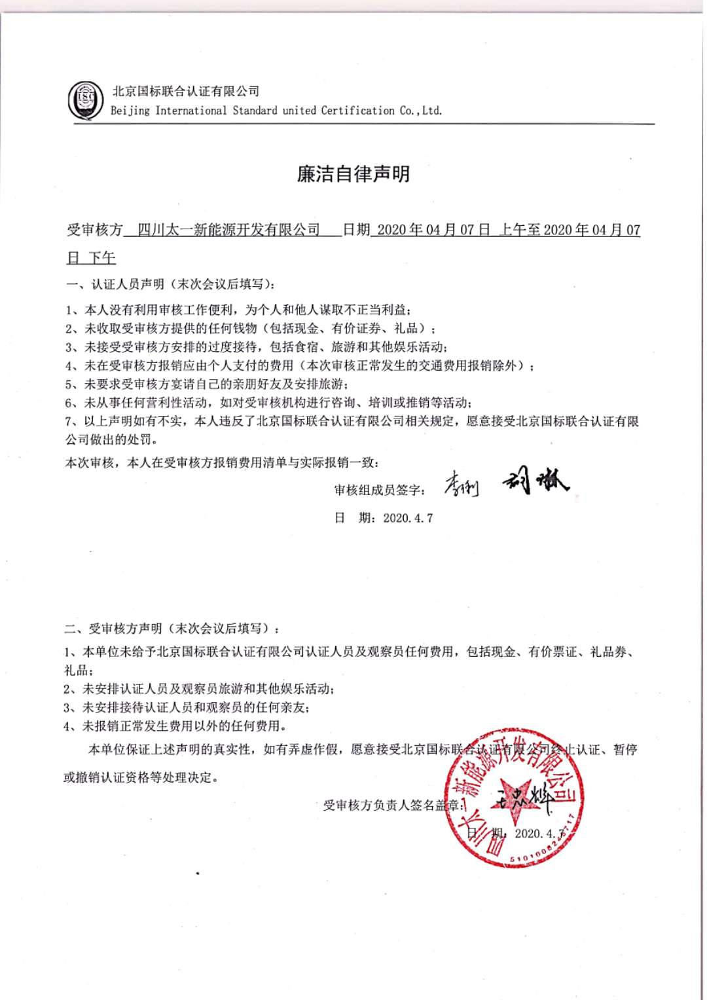 北京国标联合认证有限公司
Beijing International Standard united Certification Co.,Ltd.
廉洁自律声明
受审核方 四川太一新能源开发有限公司 日期 2020 年 04 月 07 日 上午至 2020 年 04 月 07
日 下午
一、认证人员声明（末次会议后填写）：
1、本人没有利用审核工作便利，为个人和他人谋取不正当利益；
2、未收取受审核方提供的任何钱物（包括现金、有价证券、礼品）；
3、未接受受审核方安排的过度接待，包括食宿、旅游和其他娱乐活动；
4、未在受审核方报销应由个人支付的费用（本次审核正常发生的交通费用报销除外）；
5、未要求受审核方宴请自己的亲朋好友及安排旅游；
6、未从事任何营利性活动，如对受审核机构进行咨询、培训或推销等活动；
7、以上声明如有不实，本人违反了北京国标联合认证有限公司相关规定，愿意接受北京国标联合认证有限
公司做出的处罚。
本次审核，本人在受审核方报销费用清单与实际报销一致：
审核组成员签字：李俐
日 期：2020.4.7
二、受审核方声明（末次会议后填写）：
1、本单位未给予北京国标联合认证有限公司认证人员及观察员任何费用，包括现金、有价票证、礼品券、
礼品；
2、未安排认证人员及观察员旅游和其他娱乐活动；
3、未安排接待认证人员和观察员的任何亲友；
4、未报销正常发生费用以外的任何费用。
本单位保证上述声明的真实性，如有弄虚作假，愿意接受北京国标联合认证有限公司终止认证、暂停
或撤销认证资格等处理决定。
受审核方负责人签名盖章：
日 期：2020.4.7
四川太一新能源开发有限公司